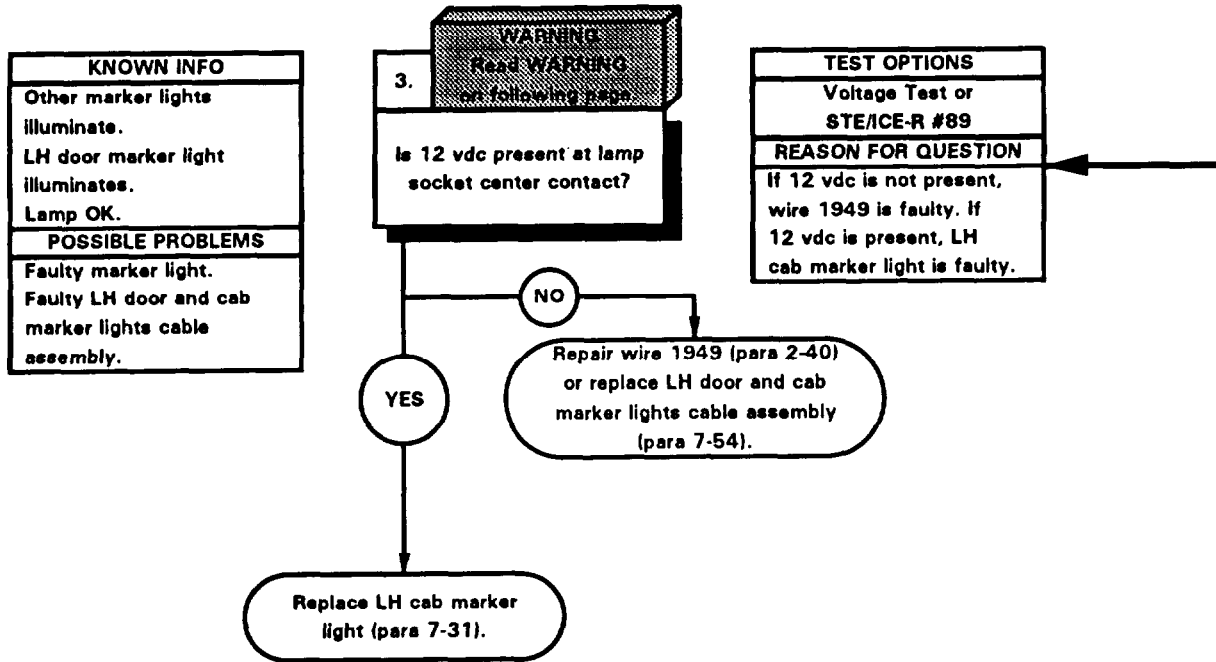 KNOWN INFO
Other marker lights
illuminate.
LH door marker light
illuminates.
Lamp OK.
POSSIBLE PROBLEMS
Faulty marker light.
Faulty LH door and cab
marker lights cable
assembly.
WARNING
Read WARNING
on following page
3.
Is 12 vdc present at lamp
socket center contact?
TEST OPTIONS
Voltage Test or
STE/ICE-R #89
REASON FOR QUESTION
If 12 vdc is not present,
wire 1949 is faulty. If
12 vdc is present, LH
cab marker light is faulty.
NO
Repair wire 1949 (para 2-40)
or replace LH door and cab
marker lights cable assembly
(para 7-54).
YES
Replace LH cab marker
light (para 7-31).